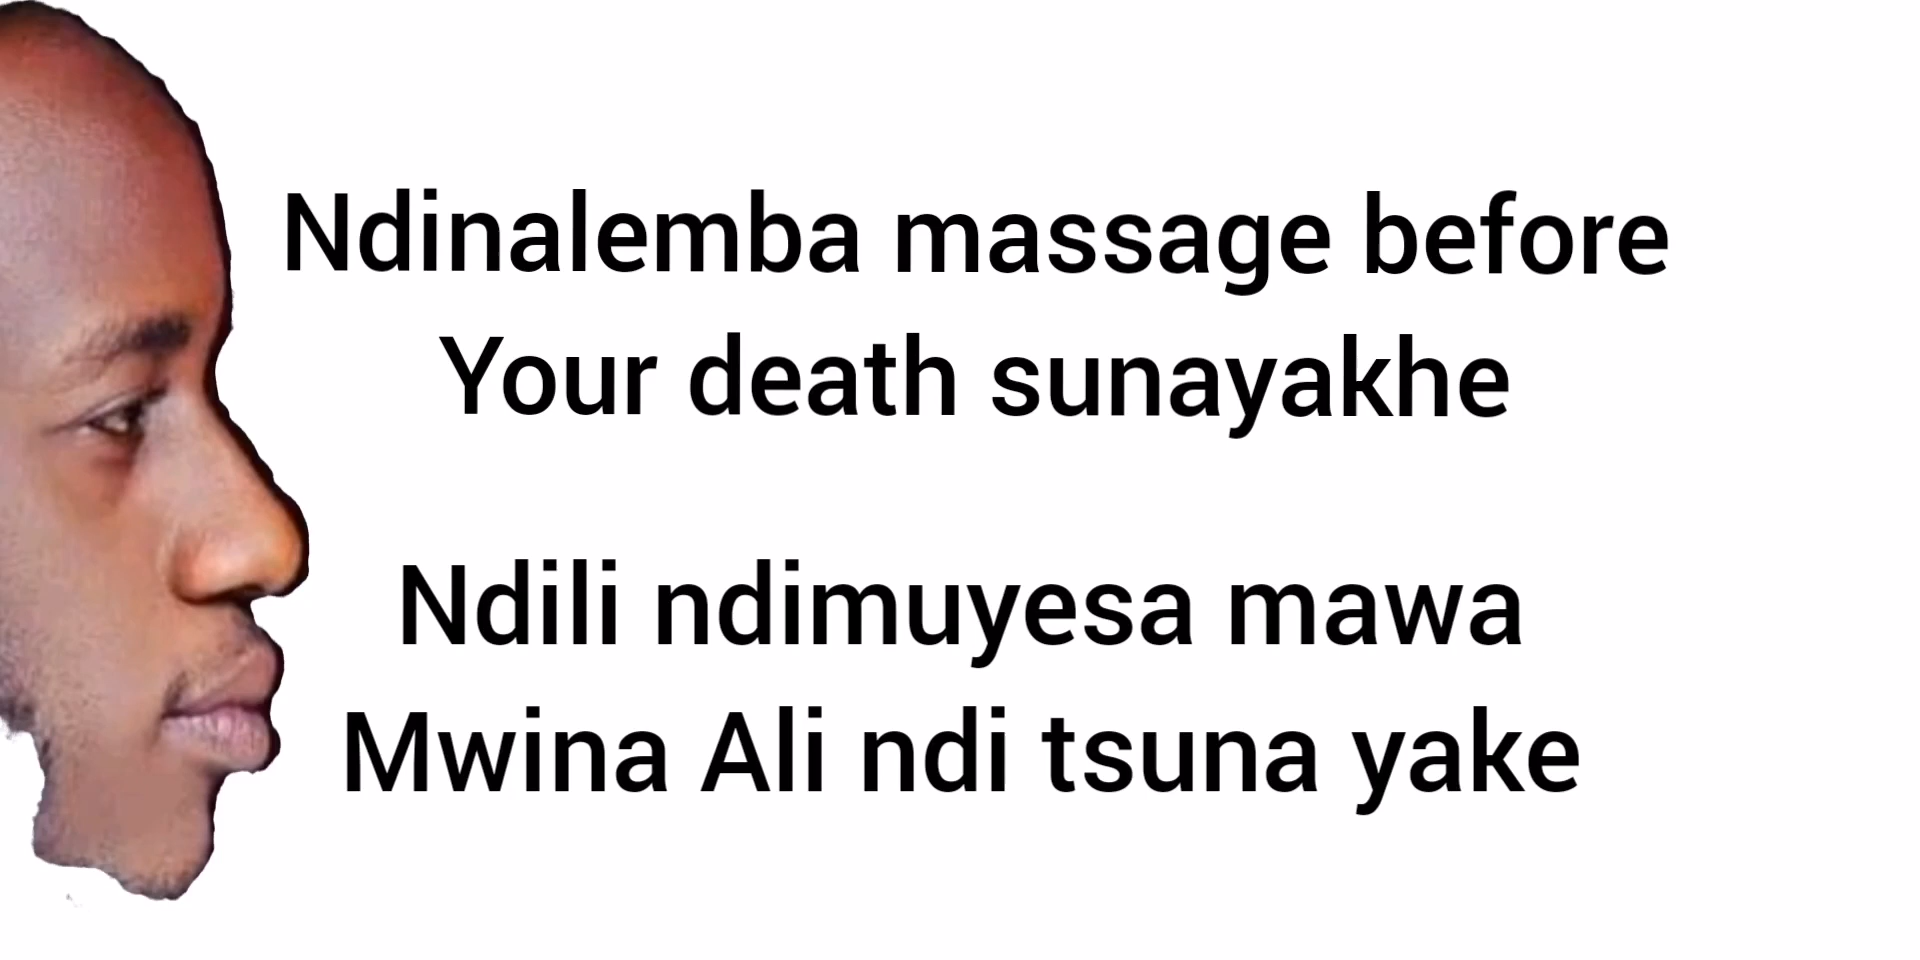 Ndinalemba massage before
Your death sunayakhe
Ndili ndimuyesa mawa
Mwina Ali ndi tsuna yake